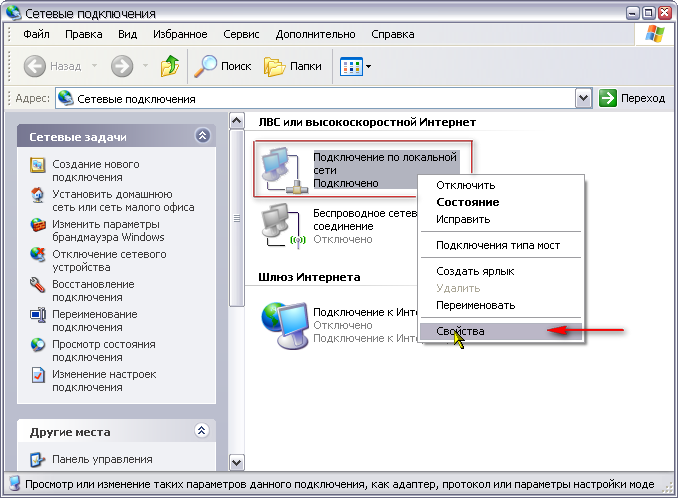 Сетевые подключения
Файл Правка Вид Избранное Сервис Дополнительно Справка
Назад Поиск Папки
Адрес: Сетевые подключения Переход
Сетевые задачи
Создание нового
подключения
Установить домашнюю
сеть или сеть малого офиса
Изменить параметры
брандмауэра Windows
Отключение сетевого
устройства
Восстановление
подключения
Переименование
подключения
Просмотр состояния
подключения
Изменение настроек
подключения
Другие места
Панель управления
ЛВС или высокоскоростной Интернет
Подключение по локальной
сети
Подключено
Беспроводное сетев
соединение
Отключено
Шлюз Интернета
Подключение к Инте
Отключено
Подключение к Инте
Отключить
Состояние
Исправить
Подключения типа мост
Создать ярлык
Удалить
Переименовать
Свойства
Просмотр или изменение таких параметров данного подключения, как адаптер, протокол или параметры настройки моде